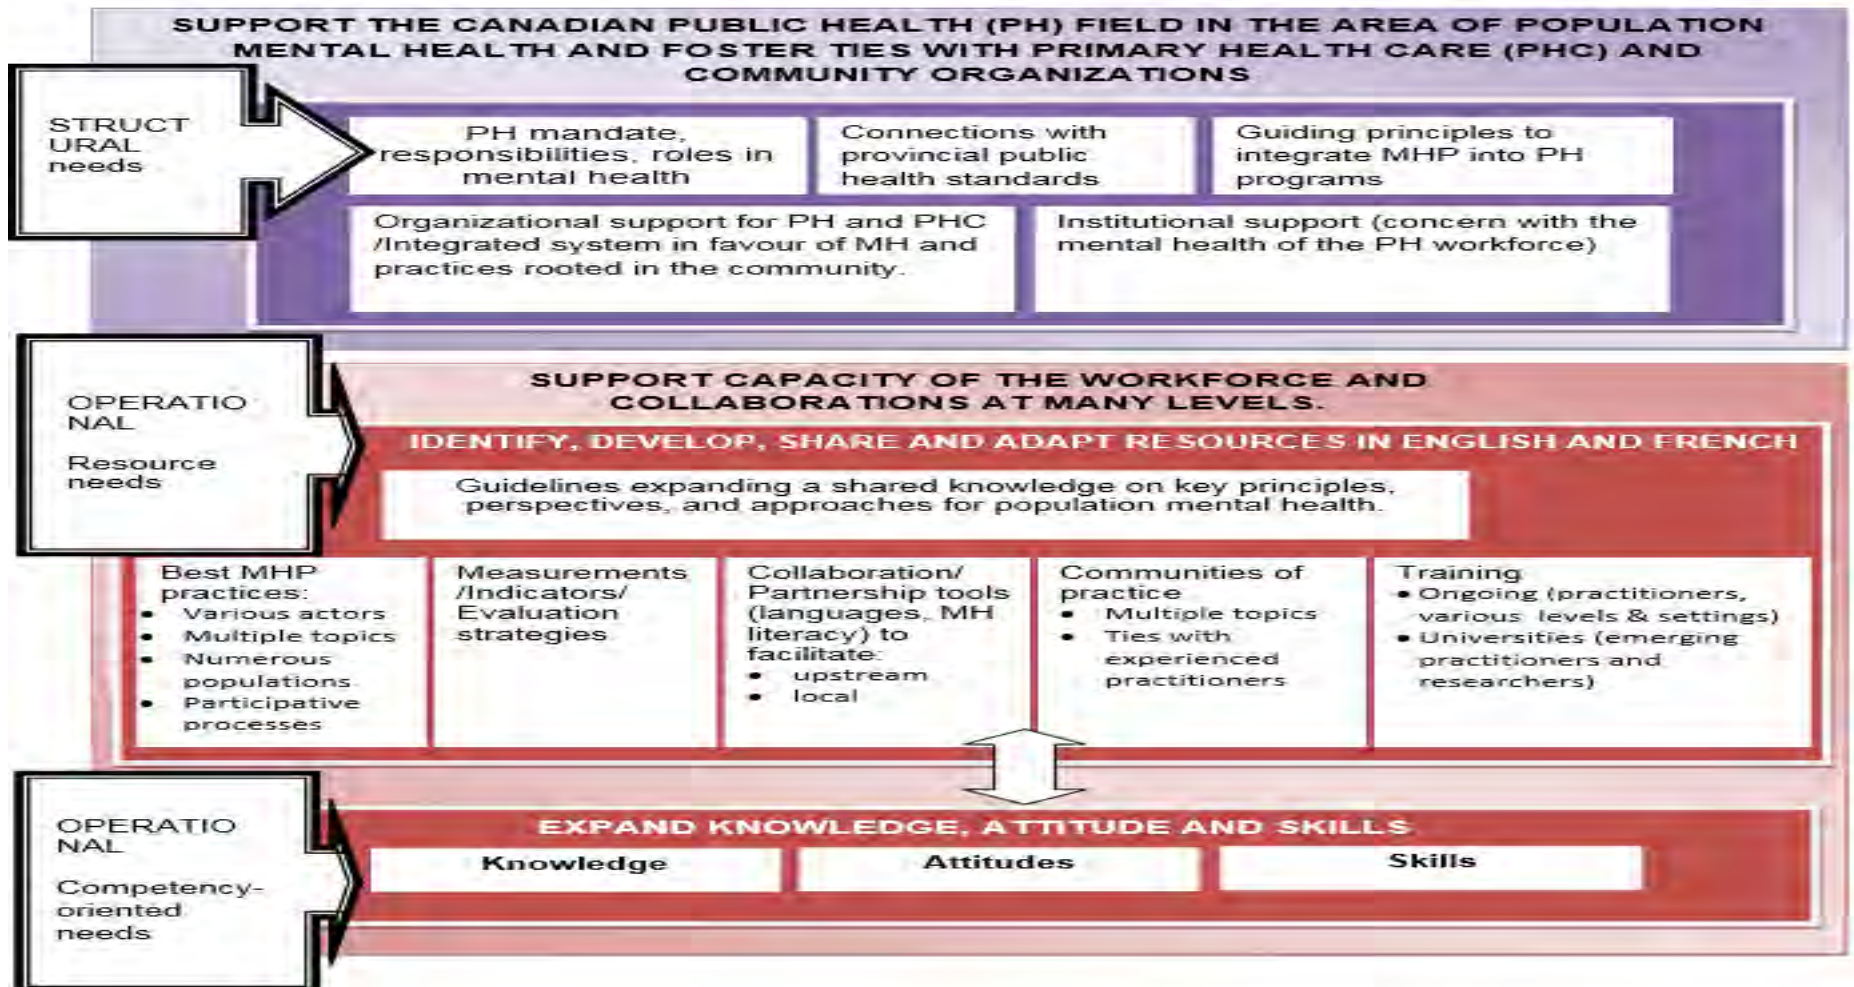 SUPPORT THE CANADIAN PUBLIC HEALTH (PH) FIELD IN THE AREA OF POPULATION
MENTAL HEALTH AND FOSTER TIES WITH PRIMARY HEALTH CARE (PHC) AND
COMMUNITY ORGANIZATIONS
STRUCT
URAL
needs
PH mandate,
responsibilities, roles in
mental health
Connections with
provincial public
health standards
Guiding principles to
integrate MHP into PH
programs
Organizational support for PH and PHC
/Integrated system in favour of MH and
practices rooted in the community.
Institutional support (concern with the
mental health of the PH workforce)
OPERATIO
NAL
Resource
needs
SUPPORT CAPACITY OF THE WORKFORCE AND
COLLABORATIONS AT MANY LEVELS.
IDENTIFY, DEVELOP, SHARE AND ADAPT RESOURCES IN ENGLISH AND FRENCH
Guidelines expanding a shared knowledge on key principles,
perspectives, and approaches for population mental health.
Best MHP
practices:
• Various actors
• Multiple topics
• Numerous
populations
• Participative
processes
Measurements
/Indicators/
Evaluation
strategies
Collaboration/
Partnership tools
(languages, MH
literacy) to
facilitate:
• upstream
• local
Communities of
practice
• Multiple topics
• Ties with
experienced
practitioners
Training
• Ongoing (practitioners,
various levels & settings)
• Universities (emerging
practitioners and
researchers)
OPERATIO
NAL
Competency-
oriented
needs
EXPAND KNOWLEDGE, ATTITUDE AND SKILLS
Knowledge
Attitudes
Skills